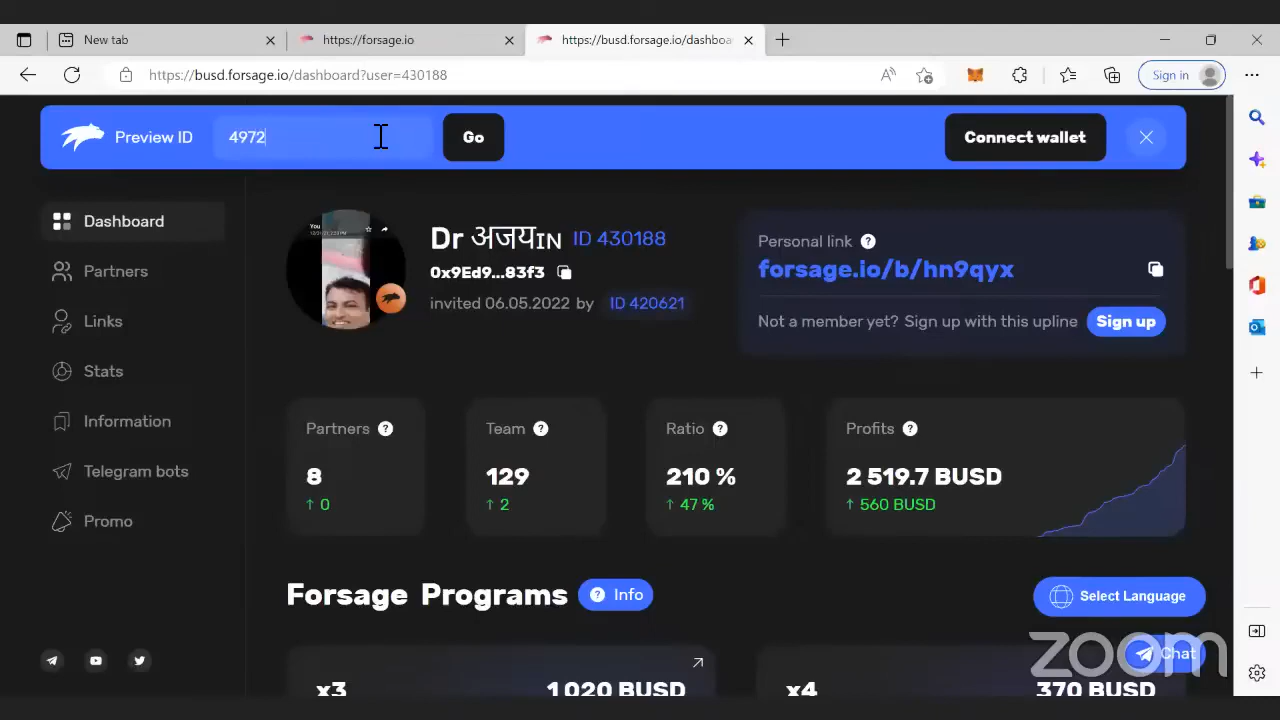 New tab
https://forsage.io
https://busd.forsage.io/dashboa
https://busd.forsage.io/dashboard?user=430188
Sign in
Preview ID
4972
Go
Connect wallet
Dashboard
Partners
Links
Stats
Information
Telegram bots
Promo
You
Dr अजयIN ID 430188
0x9Ed9...83f3
invited 06.05.2022 by ID 420621
Personal link ?
forsage.io/b/hn9qyx
Not a member yet? Sign up with this upline Sign up
Partners ?
8
↑ 0
Team ?
129
↑ 2
Ratio ?
210 %
↑ 47 %
Profits ?
2 519.7 BUSD
↑ 560 BUSD
Forsage Programs ? Info
Select Language
x3 1 020 BUSD
x4 370 BUSD
Chat
zoom